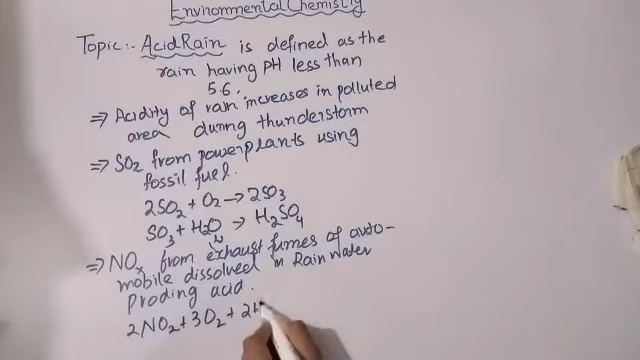 Environmental Chemistry
Topic:- Acid Rain is defined as the
rain having PH less than
5.6.
⇒ Acidity of rain increases in polluted
area during thunderstorm
⇒ SO2 from powerplants using
fossil fuel.
2SO2 + O2 → 2SO3
SO3 + H2O → H2SO4
⇒ NOx from exhaust fumes of auto-
mobile dissolved in Rain water
Proding acid.
2NO2 + 3O2 + 2H